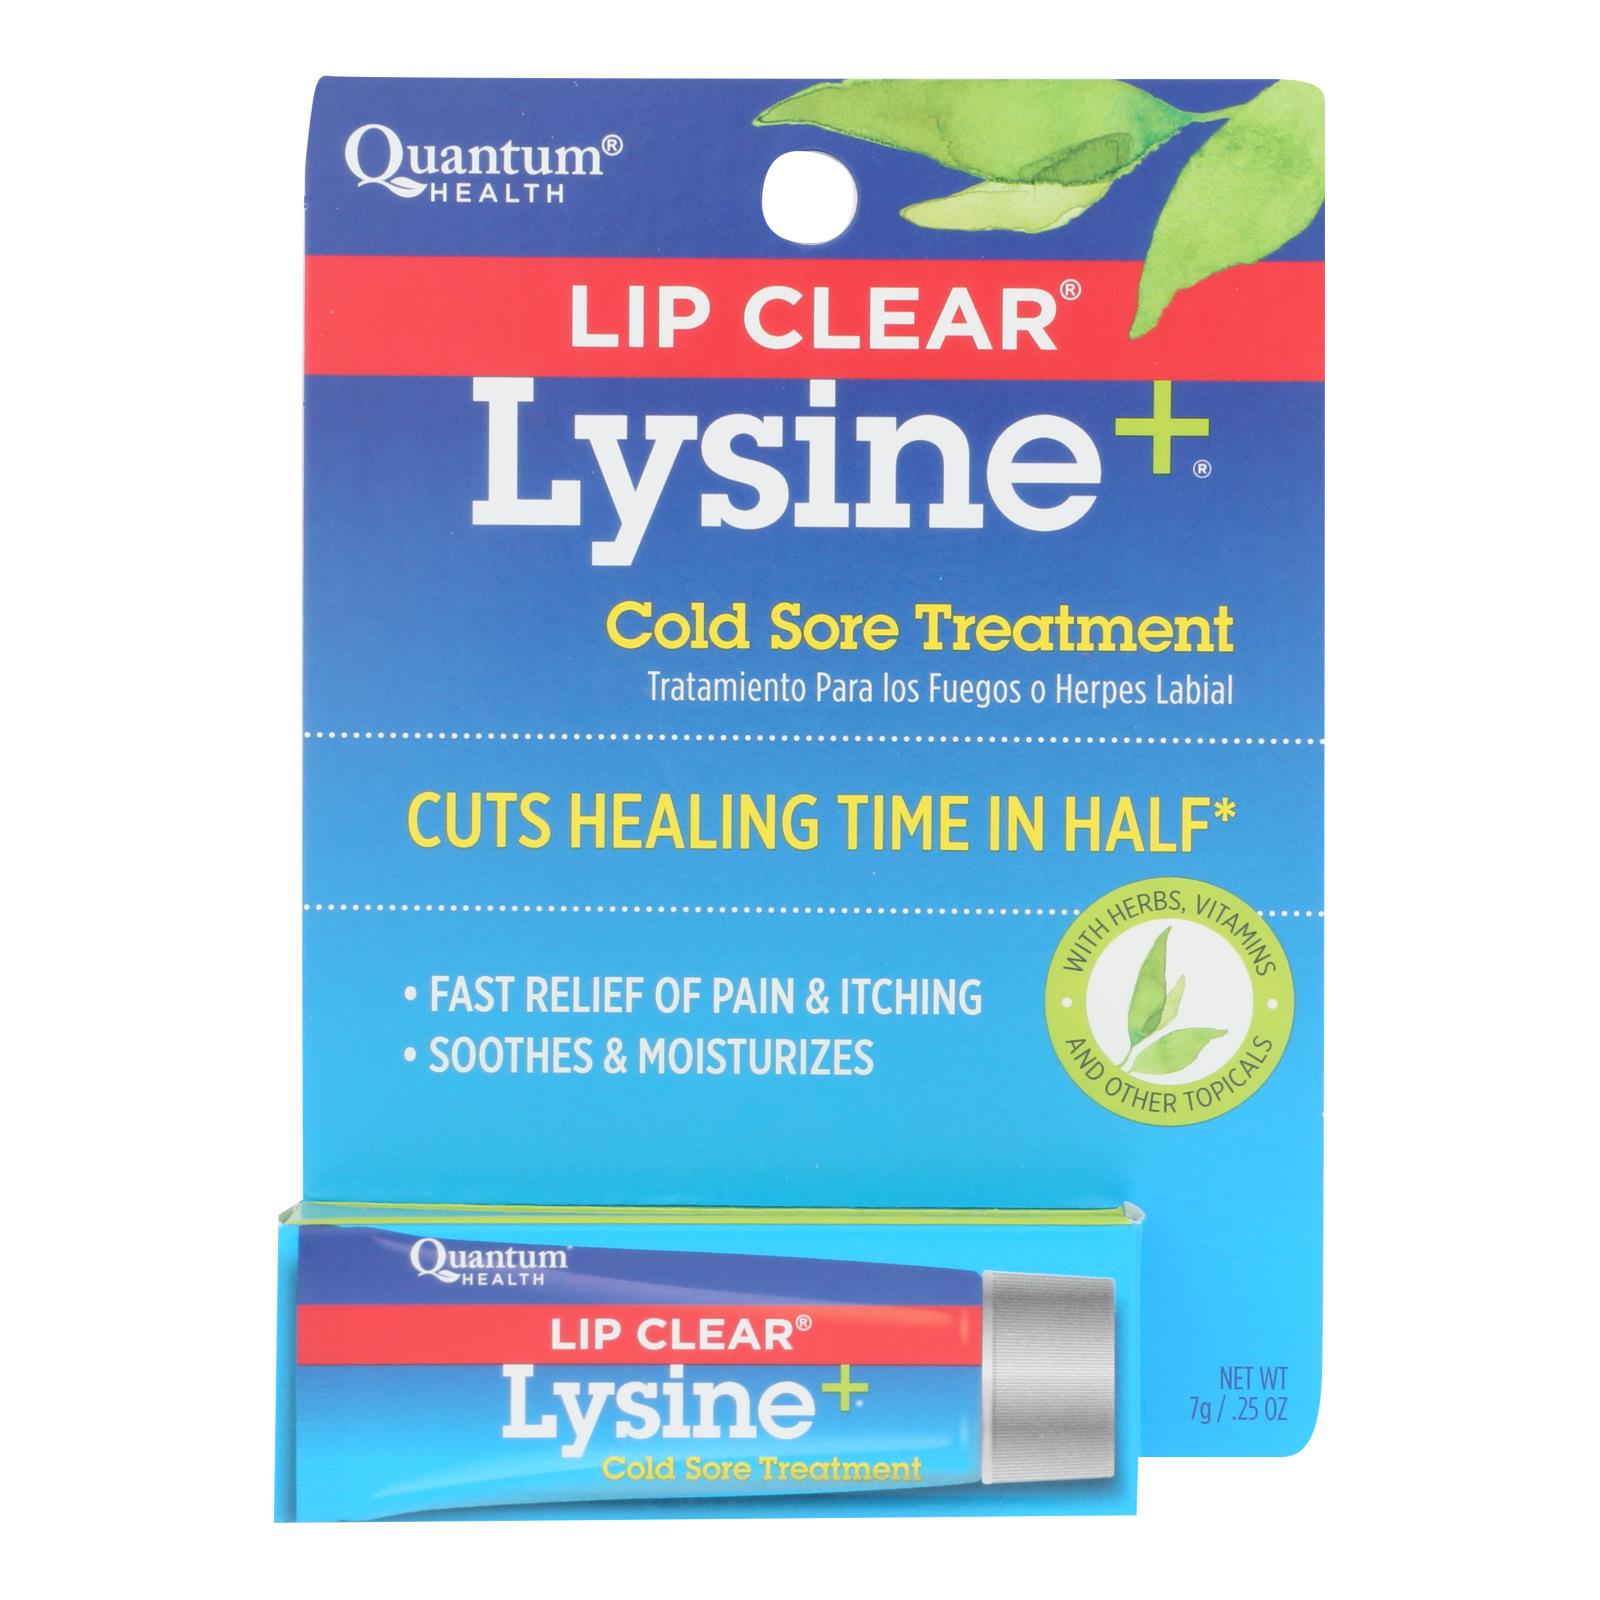 Quantum®
HEALTH
LIP CLEAR®
Lysine+®
Cold Sore Treatment
Tratamiento Para los Fuegos o Herpes Labial
CUTS HEALING TIME IN HALF*
• FAST RELIEF OF PAIN & ITCHING
• SOOTHES & MOISTURIZES
WITH HERBS, VITAMINS
• AND OTHER TOPICALS •
Quantum®
HEALTH
LIP CLEAR®
Lysine+®
Cold Sore Treatment
NET WT
7g / .25 OZ